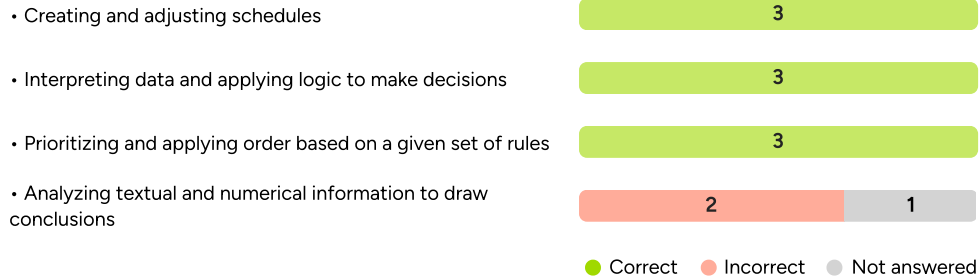 • Creating and adjusting schedules 3
• Interpreting data and applying logic to make decisions 3
• Prioritizing and applying order based on a given set of rules 3
• Analyzing textual and numerical information to draw
conclusions
2 1
Correct Incorrect Not answered